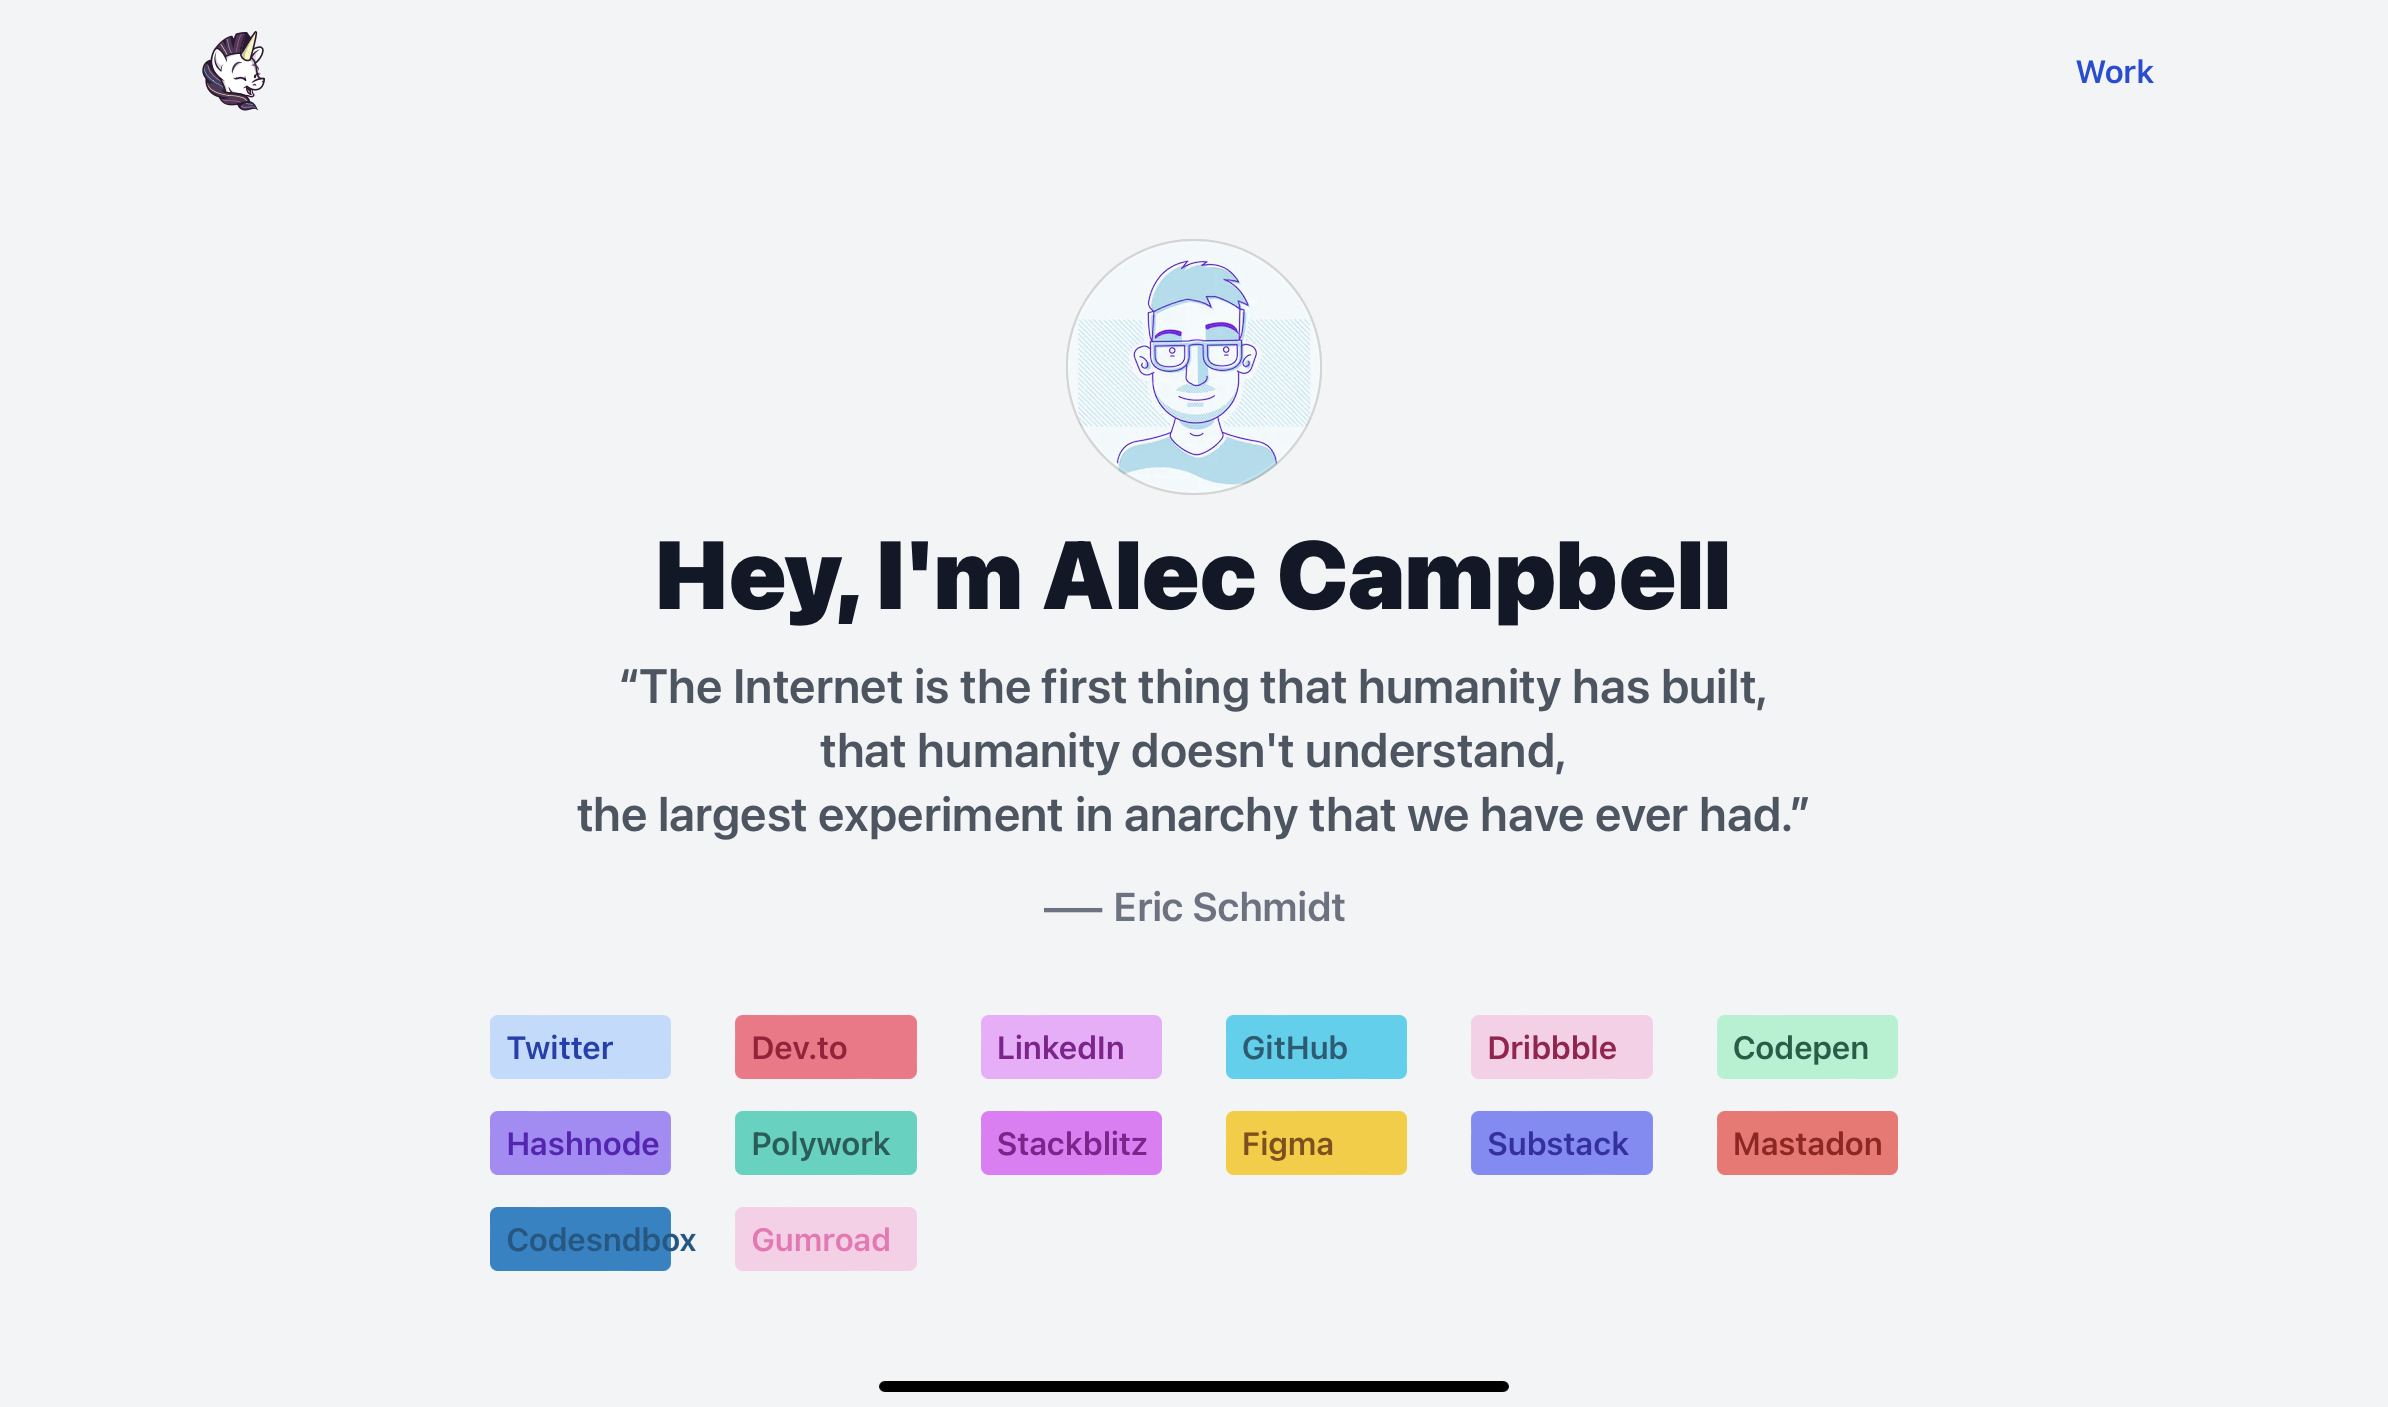 Work
Hey, I'm Alec Campbell
“The Internet is the first thing that humanity has built,
that humanity doesn't understand,
the largest experiment in anarchy that we have ever had.”
— Eric Schmidt
Twitter Dev.to LinkedIn GitHub Dribbble Codepen
Hashnode Polywork Stackblitz Figma Substack Mastadon
Codesndbox Gumroad